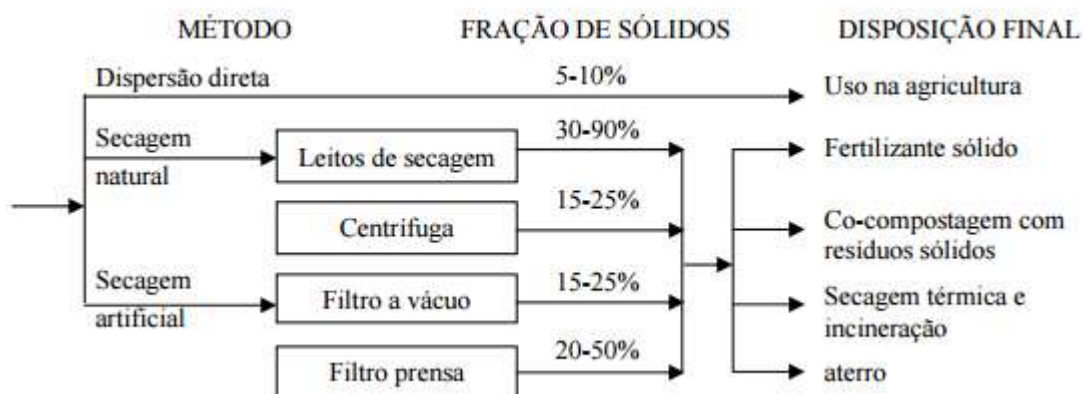 MÉTODO FRAÇÃO DE SÓLIDOS DISPOSIÇÃO FINAL
Dispersão direta 5-10% Uso na agricultura
Secagem
natural
Leitos de secagem 30-90% Fertilizante sólido
Centrifuga 15-25% Co-compostagem com
resíduos sólidos
Secagem
artificial
Filtro a vácuo 15-25% Secagem térmica e
incineração
Filtro prensa 20-50% aterro